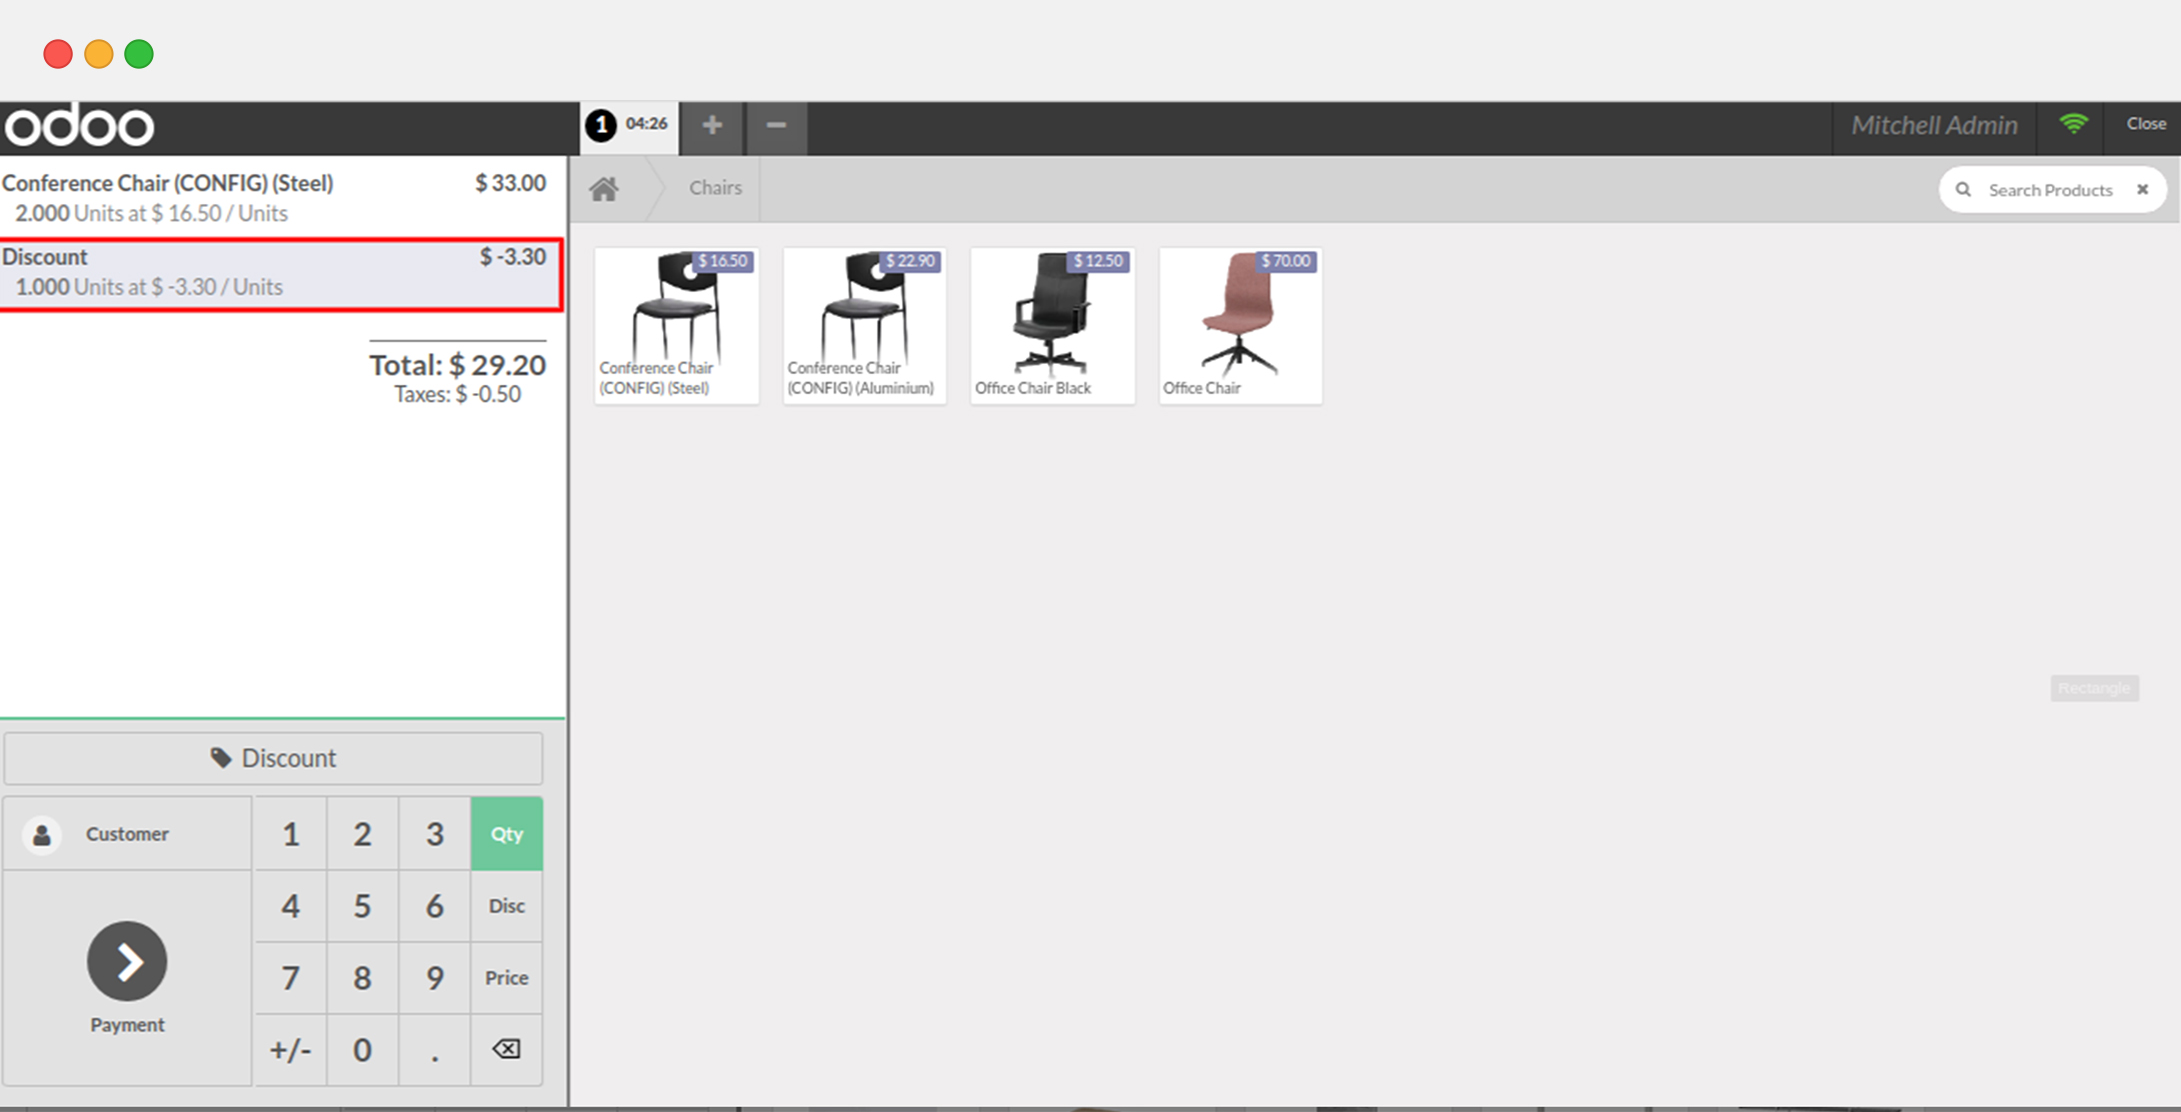 odoo
1 04:26 + −
Mitchell Admin
Close
Conference Chair (CONFIG) (Steel) $ 33.00
2.000 Units at $ 16.50 / Units
Discount $ -3.30
1.000 Units at $ -3.30 / Units
Total: $ 29.20
Taxes: $ -0.50
Discount
Customer
Payment
1 2 3 Qty
4 5 6 Disc
7 8 9 Price
+/- 0 .
Chairs
Search Products
$ 16.50
Conference Chair
(CONFIG) (Steel)
$ 22.90
Conference Chair
(CONFIG) (Aluminium)
$ 12.50
Office Chair Black
$ 70.00
Office Chair
Rectangle